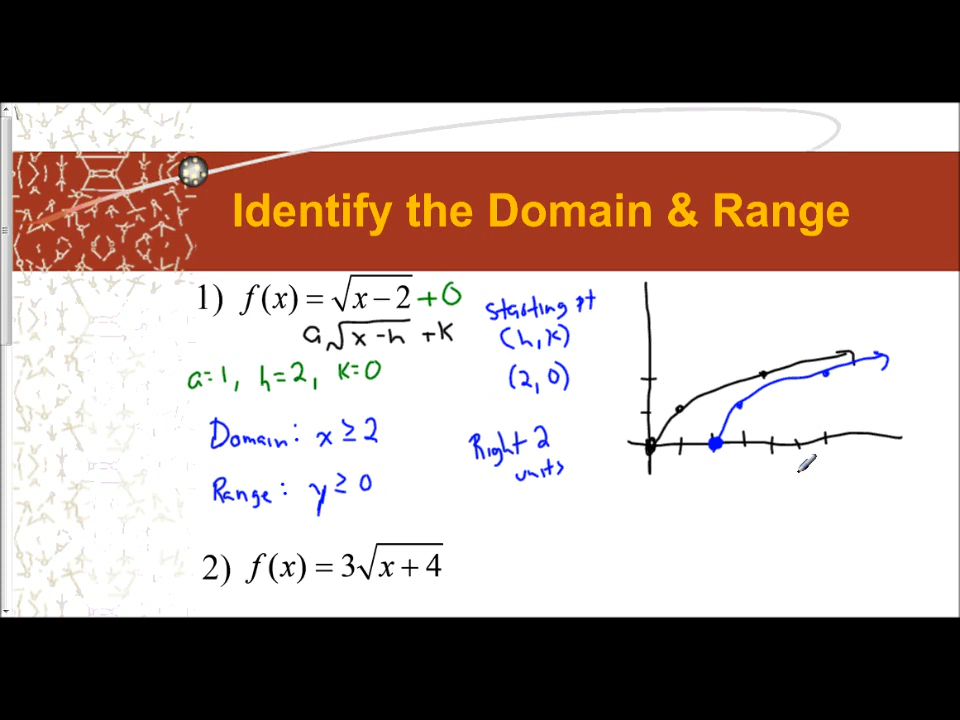 Identify the Domain & Range
1) f(x) = √x − 2 + 0
a√x - h + k
a = 1, h = 2, k = 0
Domain: x ≥ 2
Range: y ≥ 0
Starting pt
(h, k)
(2, 0)
Right 2
units
2) f(x) = 3√x + 4